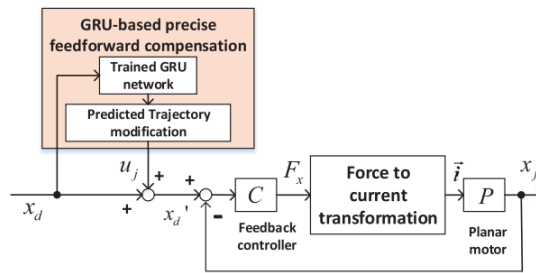 GRU-based precise
feedforward compensation
Trained GRU
network
Predicted Trajectory
modification
u_j
+
+
+
x_d
x_d'
-
C
Feedback
controller
F_x
Force to
current
transformation
i⃗
P
Planar
motor
x_j